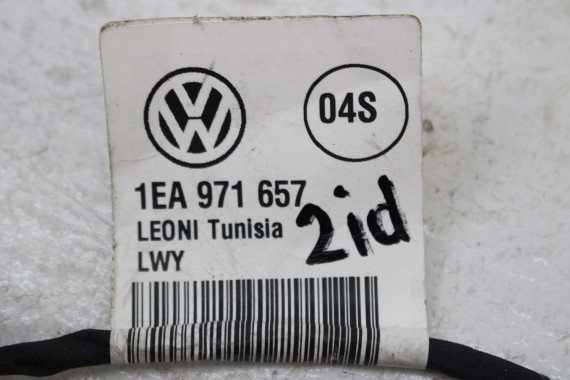 04S
1EA 971 657
2id
LEONI Tunisia
LWY